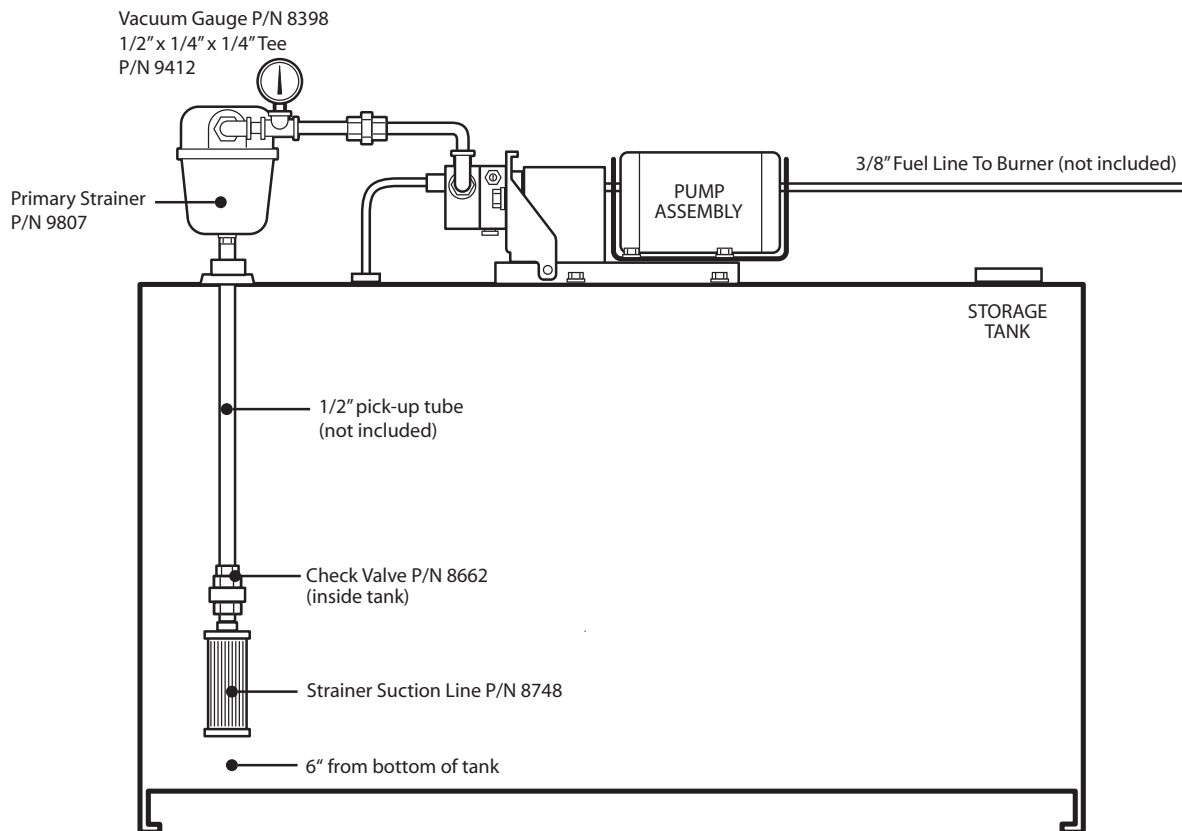 Vacuum Gauge P/N 8398
1/2” x 1/4” x 1/4” Tee
P/N 9412
3/8” Fuel Line To Burner (not included)
PUMP
ASSEMBLY
Primary Strainer
P/N 9807
STORAGE
TANK
1/2” pick-up tube
(not included)
Check Valve P/N 8662
(inside tank)
Strainer Suction Line P/N 8748
6“ from bottom of tank